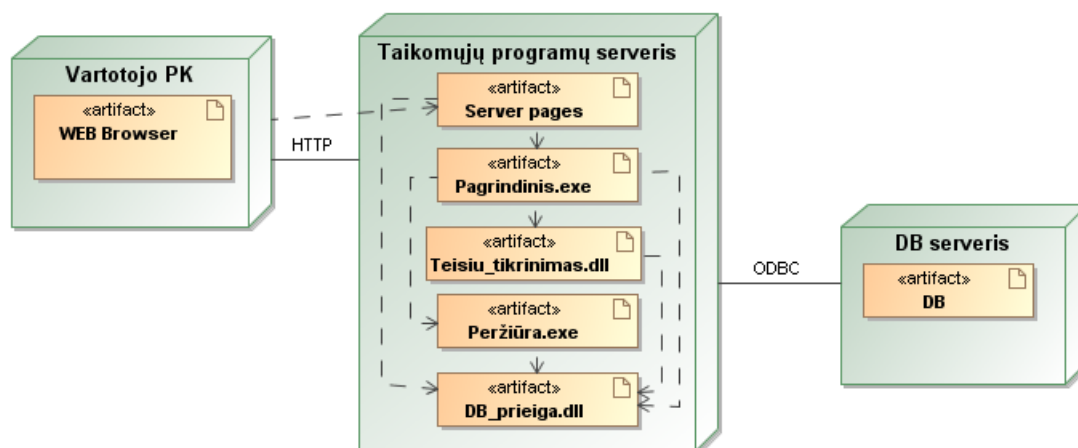 Vartotojo PK
«artifact»
WEB Browser
HTTP
Taikomųjų programų serveris
«artifact»
Server pages
«artifact»
Pagrindinis.exe
«artifact»
Teisiu_tikrinimas.dll
«artifact»
Peržiūra.exe
«artifact»
DB_prieiga.dll
ODBC
DB serveris
«artifact»
DB